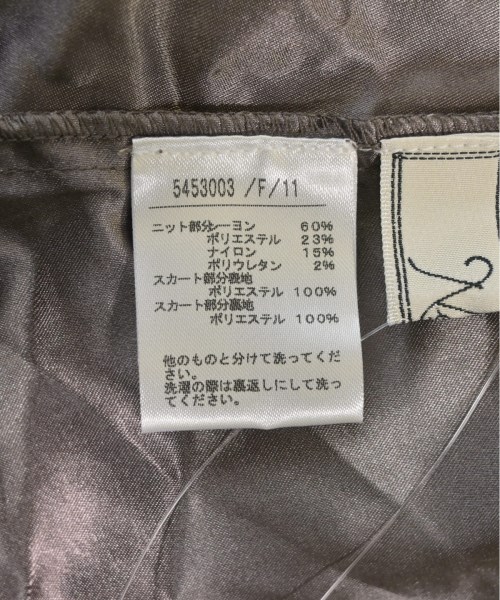 5453003 /F/11
ニット部分レーヨン 60%
ポリエステル 23%
ナイロン 15%
ポリウレタン 2%
スカート部分表地
ポリエステル 100%
スカート部分裏地
ポリエステル 100%
他のものと分けて洗ってくだ
さい。
洗濯の際は裏返しにして洗っ
てください。